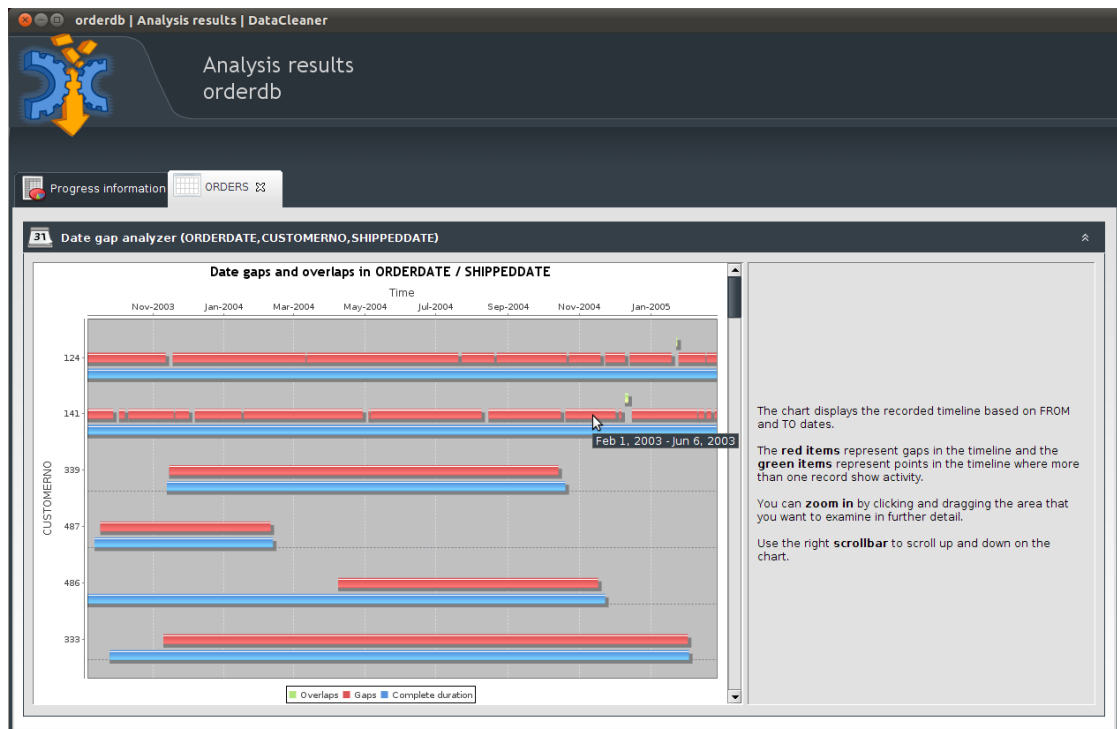 orderdb | Analysis results | DataCleaner
Analysis results
orderdb
Progress information
ORDERS
31 Date gap analyzer (ORDERDATE,CUSTOMERNO,SHIPPEDDATE)
Date gaps and overlaps in ORDERDATE / SHIPPEDDATE
Time
Nov-2003 Jan-2004 Mar-2004 May-2004 Jul-2004 Sep-2004 Nov-2004 Jan-2005
CUSTOMERNO
124
141
Feb 1, 2003 - Jun 6, 2003
339
487
486
333
Overlaps Gaps Complete duration
The chart displays the recorded timeline based on FROM
and TO dates.
The red items represent gaps in the timeline and the
green items represent points in the timeline where more
than one record show activity.
You can zoom in by clicking and dragging the area that
you want to examine in further detail.
Use the right scrollbar to scroll up and down on the
chart.